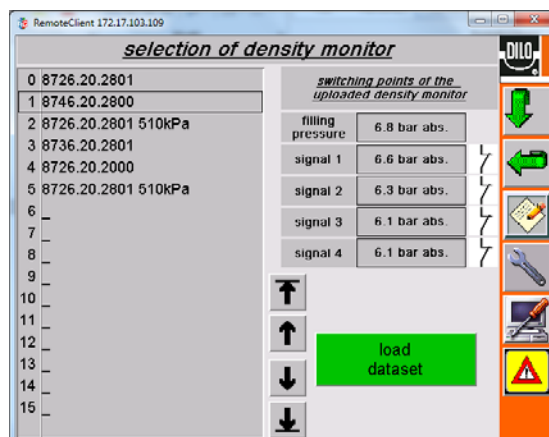 RemoteClient 172.17.103.109
selection of density monitor
DILO
0 8726.20.2801
1 8746.20.2800
2 8726.20.2801 510kPa
3 8736.20.2801
4 8726.20.2000
5 8726.20.2801 510kPa
6 _
7 _
8 _
9 _
10 _
11 _
12 _
13 _
14 _
15 _
switching points of the
uploaded density monitor
filling
pressure
6.8 bar abs.
signal 1 6.6 bar abs.
signal 2 6.3 bar abs.
signal 3 6.1 bar abs.
signal 4 6.1 bar abs.
load
dataset